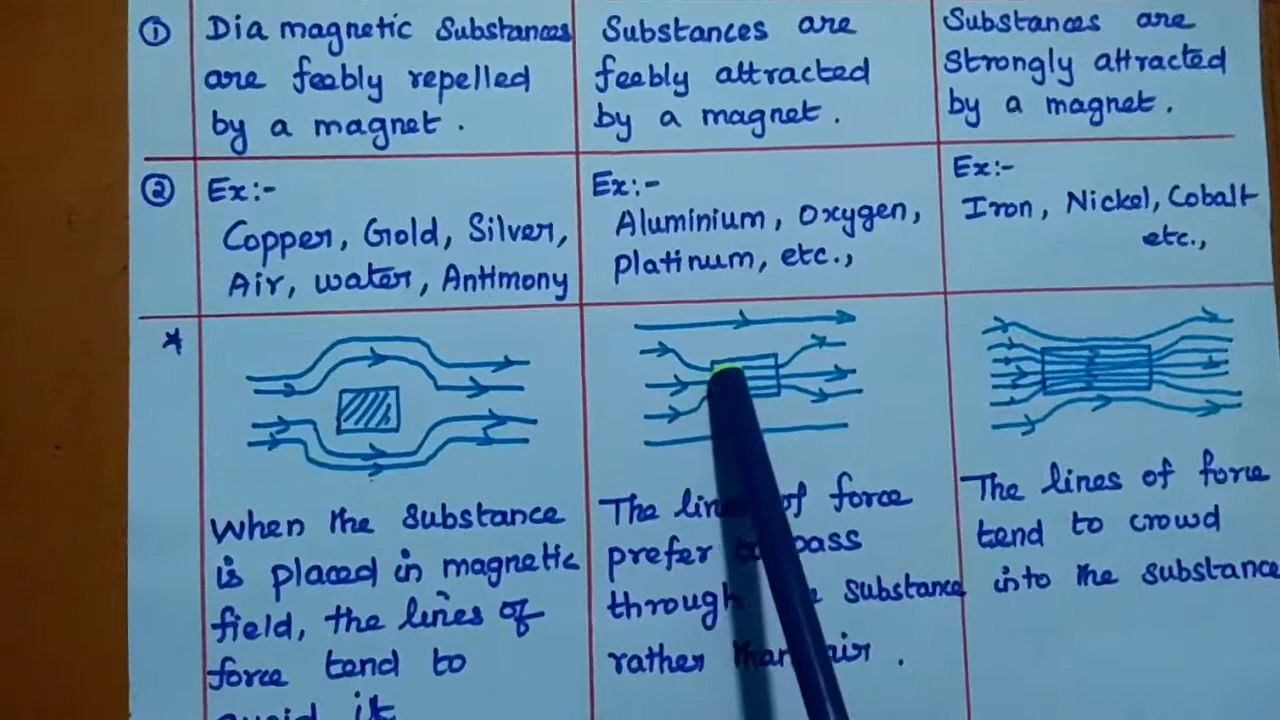 ①
Dia magnetic Substances
are feebly repelled
by a magnet.
Substances are
feebly attracted
by a magnet.
Substances are
strongly attracted
by a magnet.
②
Ex:-
Copper, Gold, Silver,
Air, water, Antimony
Ex:-
Aluminium, Oxygen,
Platinum, etc.,
Ex:-
Iron, Nickel, Cobalt
etc.,
*
When the substance
is placed in magnetic
field, the lines of
force tend to
avoid it
The of force
prefer pass
through substance
rather
The lines of force
tend to crowd
into the substance